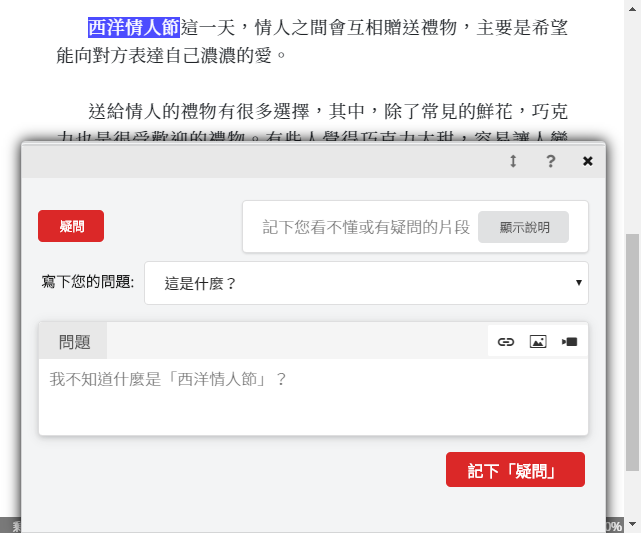 西洋情人節這一天，情人之間會互相贈送禮物，主要是希望
能向對方表達自己濃濃的愛。
送給情人的禮物有很多選擇，其中，除了常見的鮮花，巧克
力也是很受歡迎的禮物。有些人覺得巧克力太甜，容易讓人變
?
疑問
記下您看不懂或有疑問的片段
顯示說明
寫下您的問題:
這是什麼？
問題
我不知道什麼是「西洋情人節」？
記下「疑問」
0%